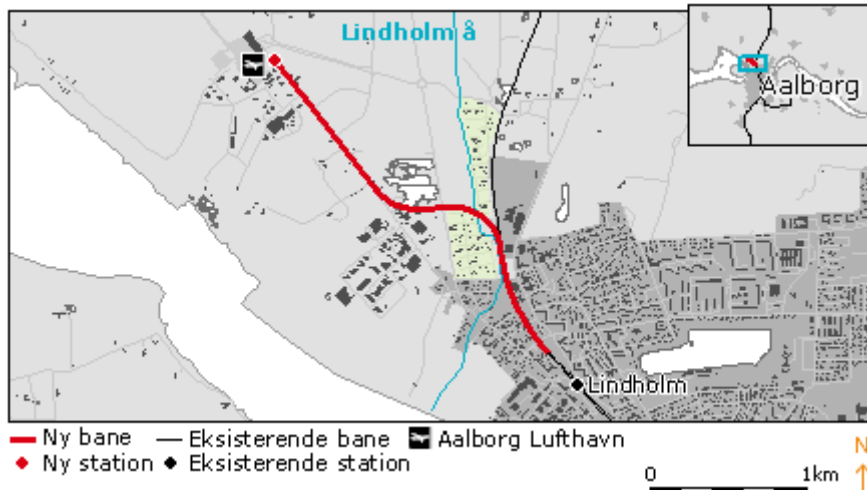 Lindholm å
Aalborg
Lindholm
Ny bane
Eksisterende bane
Aalborg Lufthavn
Ny station
Eksisterende station
0
1km
N